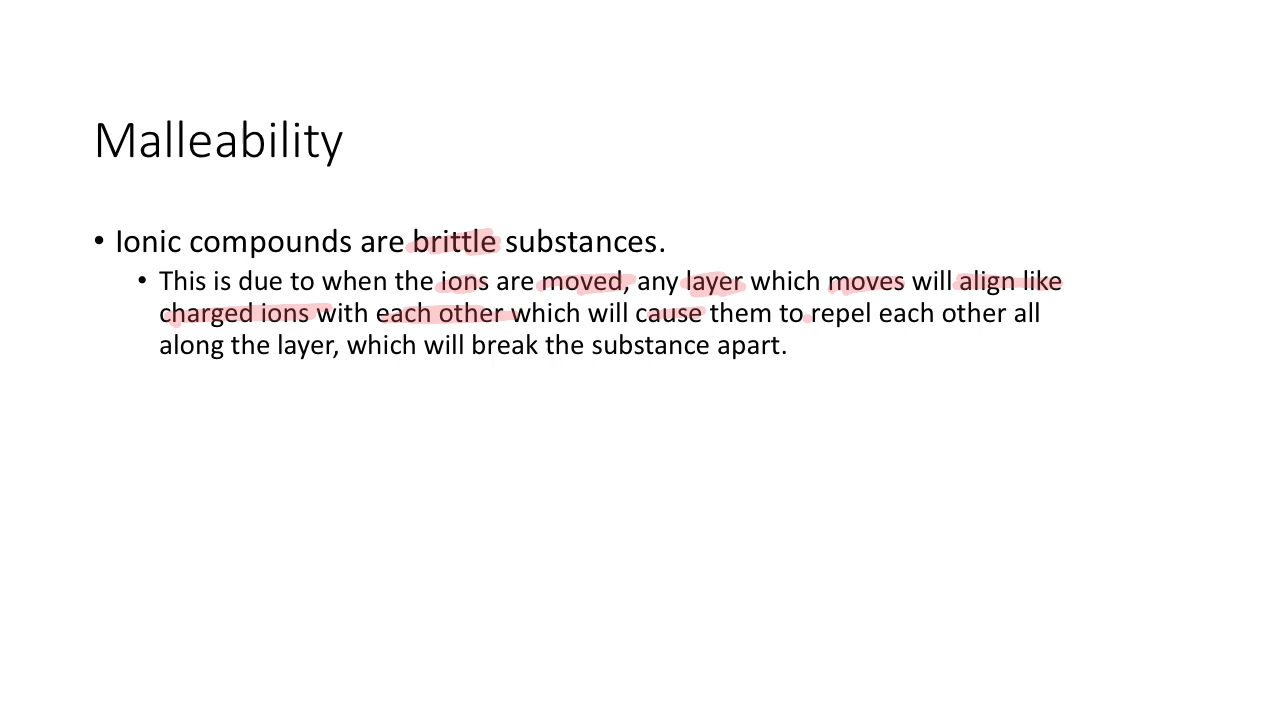 Malleability
• Ionic compounds are brittle substances.
• This is due to when the ions are moved, any layer which moves will align like
charged ions with each other which will cause them to repel each other all
along the layer, which will break the substance apart.